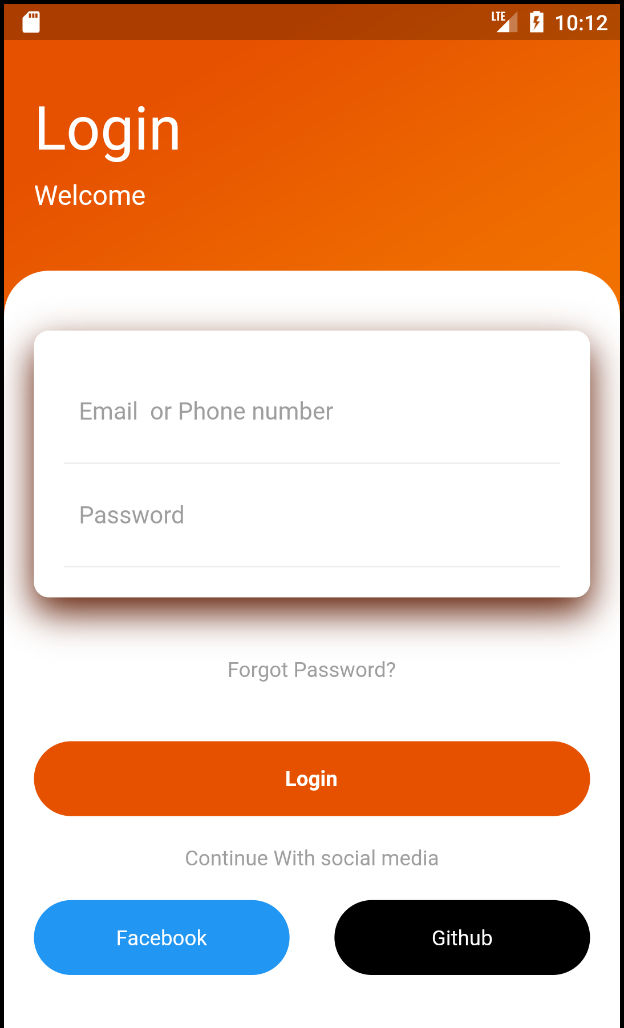 LTE 10:12
Login
Welcome
Email  or Phone number
Password
Forgot Password?
Login
Continue With social media
Facebook Github